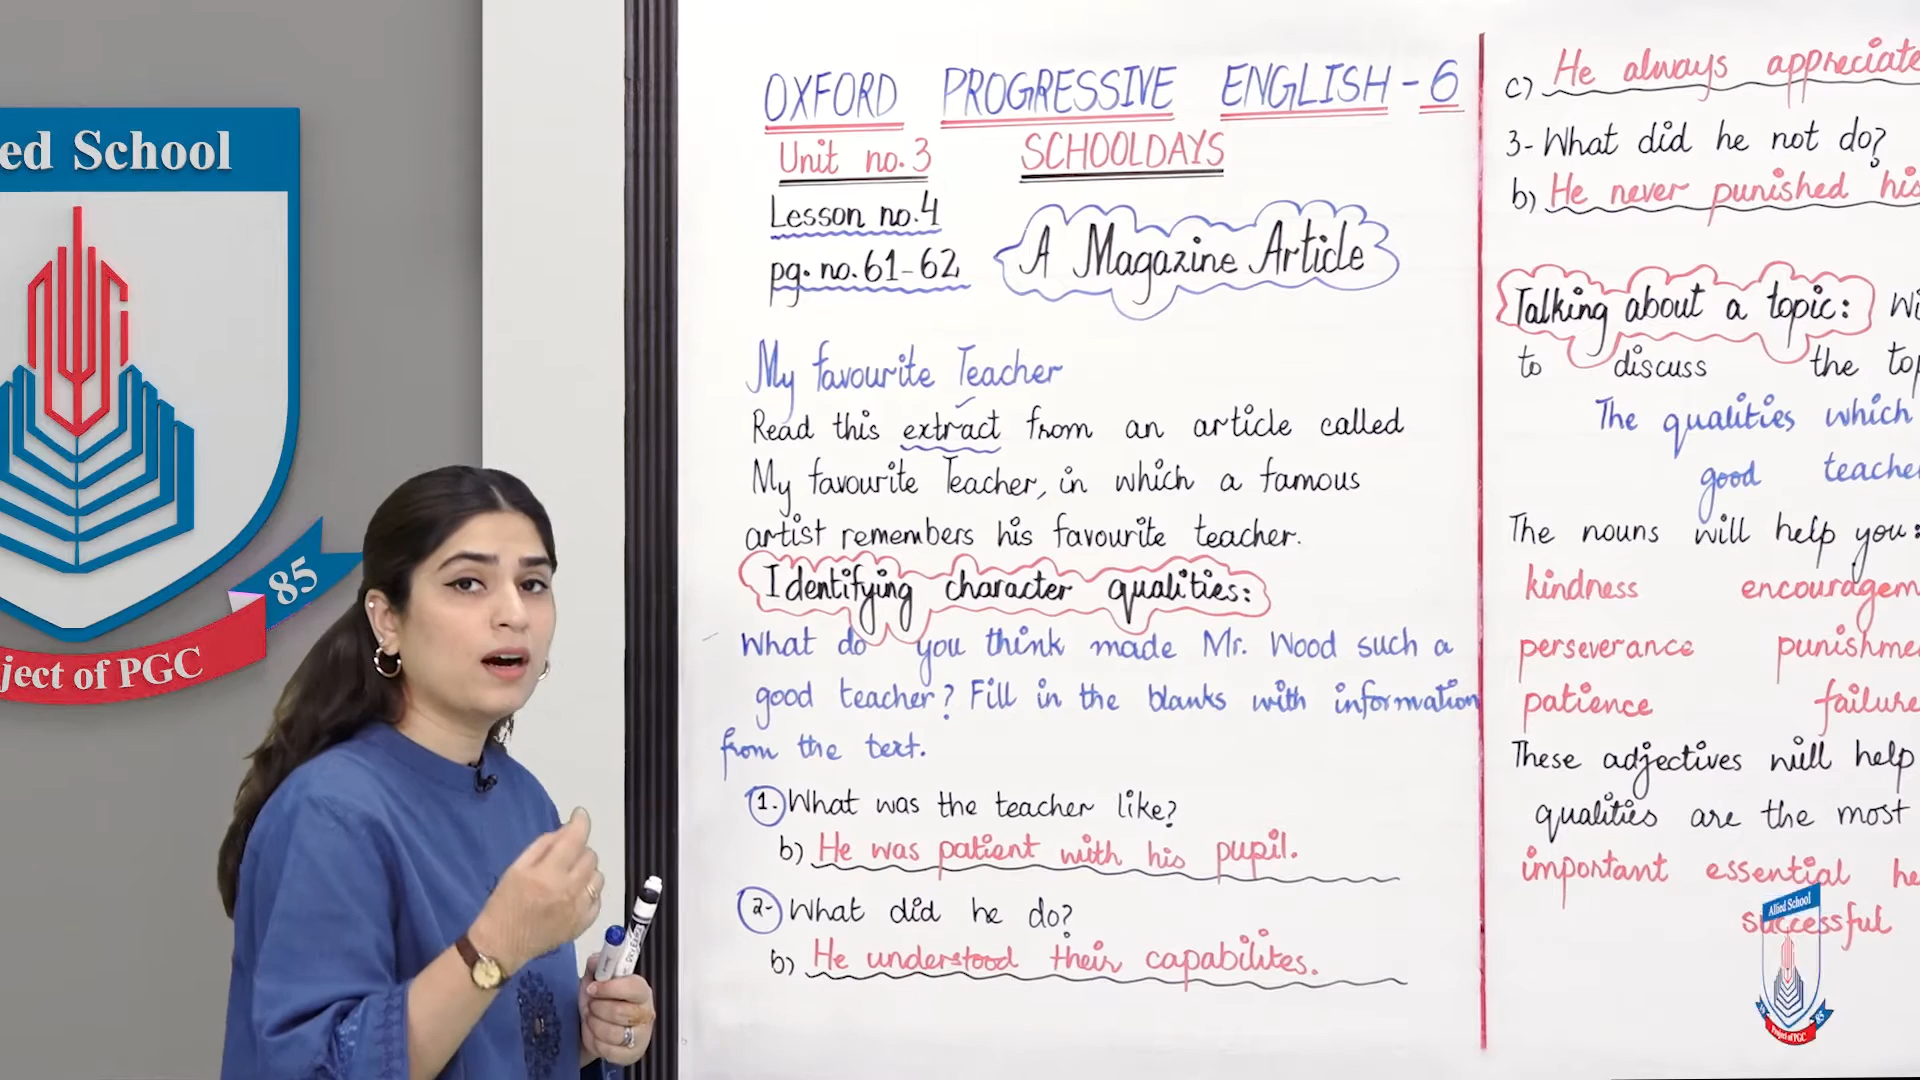 ed School
85
ject of PGC
OXFORD PROGRESSIVE ENGLISH - 6
Unit no.3 SCHOOLDAYS
Lesson no.4
pg. no. 61-62
A Magazine Article
My favourite Teacher
Read this extract from an article called
My favourite Teacher, in which a famous
artist remembers his favourite teacher.
Identifying character qualities:
What do you think made Mr. Wood such a
good teacher? Fill in the blanks with information
from the text.
1. What was the teacher like?
b) He was patient with his pupil.
2- What did he do?
b) He understood their capabilites.
c) He always appreciate
3- What did he not do?
b) He never punished his
Talking about a topic: Wi
to discuss the top
The qualities which
good teache
The nouns will help you:
kindness encouragem
perseverance punishme
patience failure
These adjectives will help
qualities are the most
important essential he
successful
Allied School
85
Project of PGC